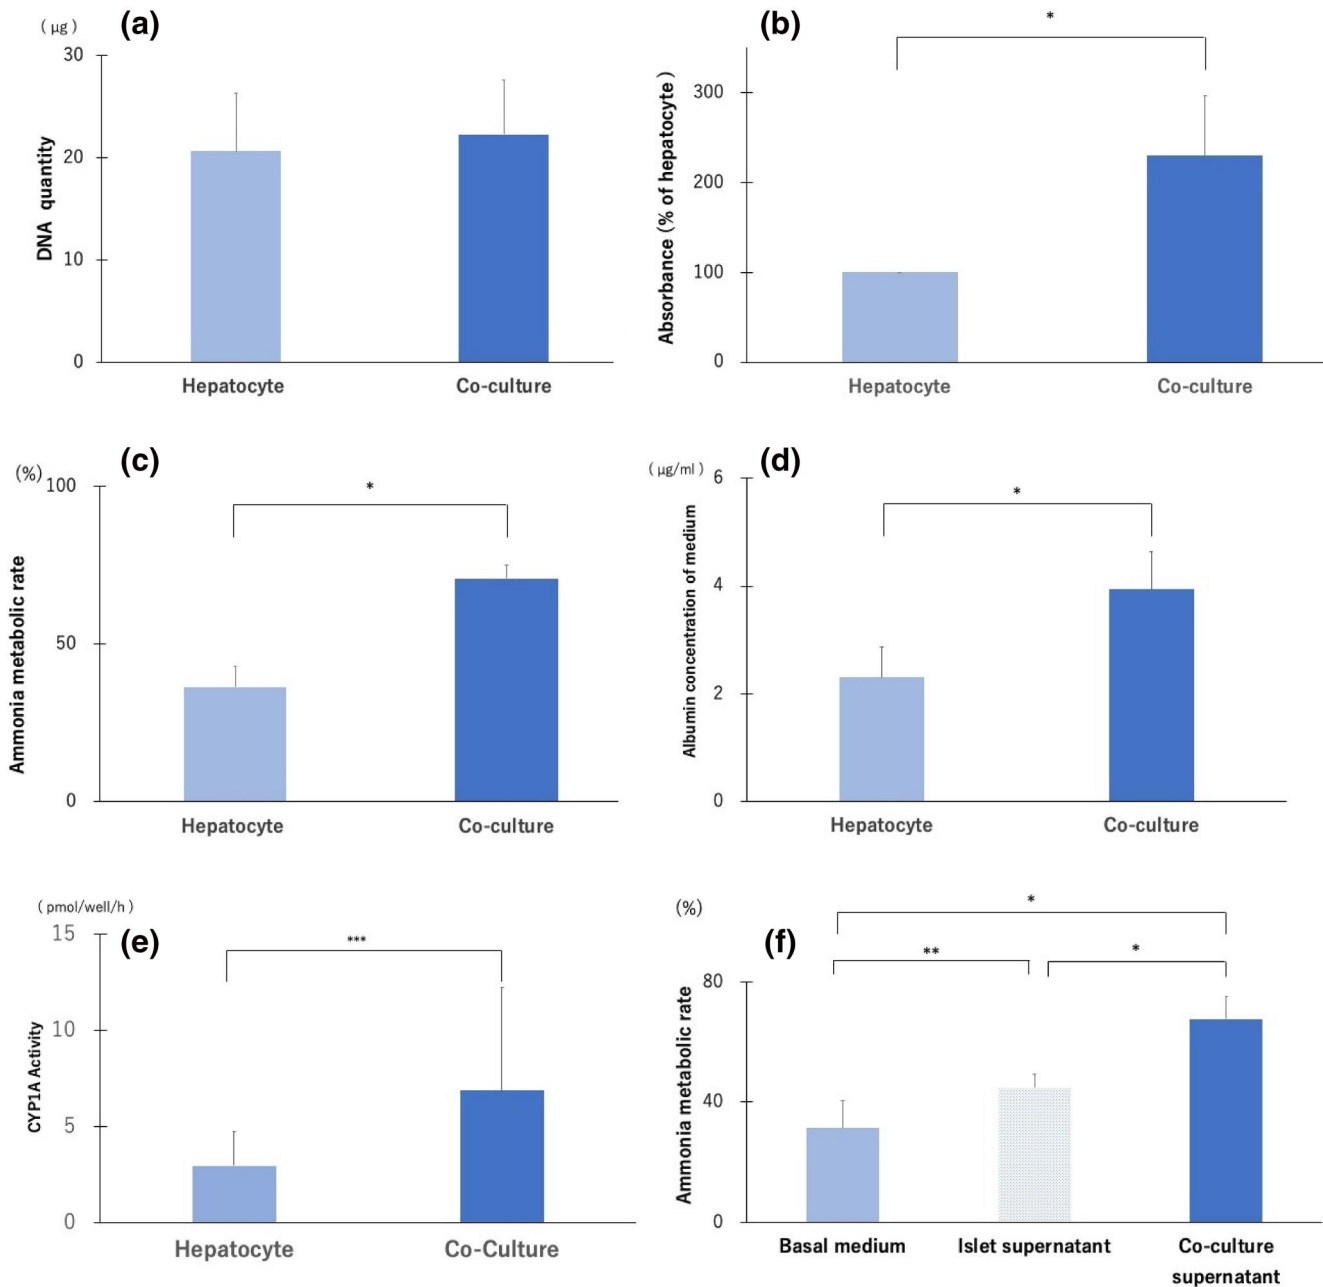 (a)
( μg )
30
20
10
0
DNA quantity
Hepatocyte
Co-culture
(b)
*
300
200
100
0
Absorbance (% of hepatocyte)
Hepatocyte
Co-culture
(c)
(%)
*
100
50
0
Ammonia metabolic rate
Hepatocyte
Co-culture
(d)
( μg/ml )
*
6
4
2
0
Albumin concentration of medium
Hepatocyte
Co-culture
(e)
( pmol/well/h )
***
15
10
5
0
CYP1A Activity
Hepatocyte
Co-Culture
(f)
(%)
*
**
*
80
40
0
Ammonia metabolic rate
Basal medium
Islet supernatant
Co-culture
supernatant